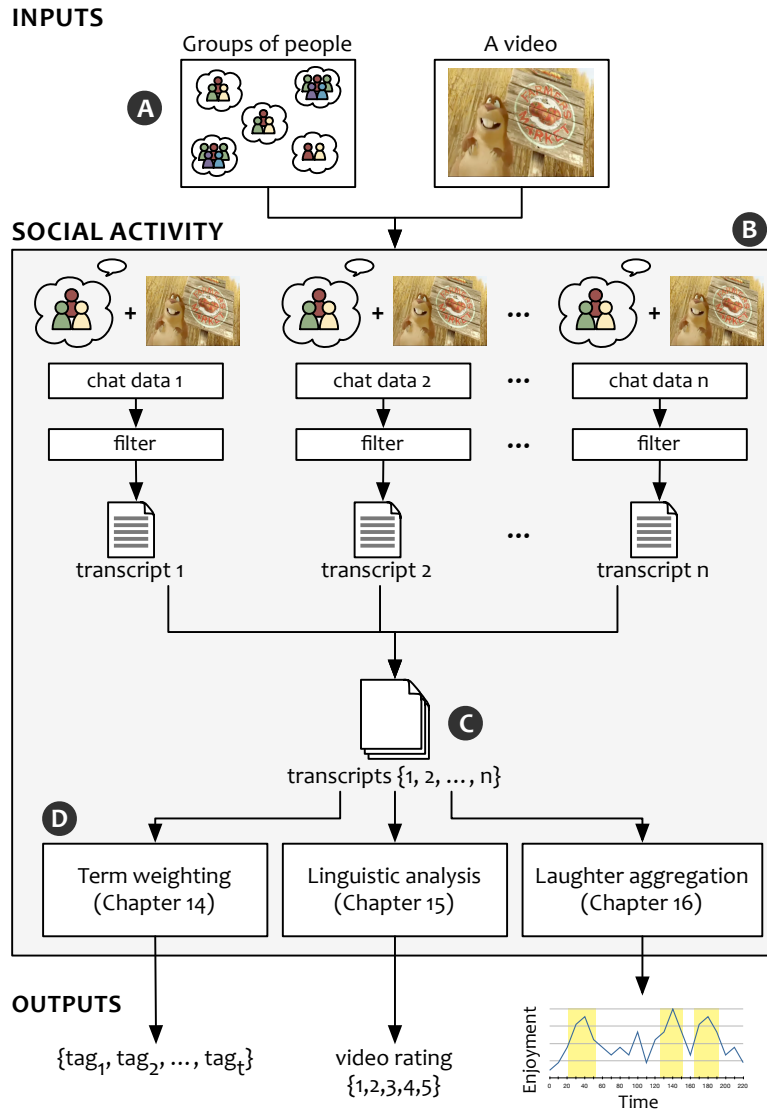 INPUTS
Groups of people
A video
A
FARMERS MARKET
SOCIAL ACTIVITY
B
+ + ... +
chat data 1 chat data 2 ... chat data n
filter filter ... filter
...
transcript 1 transcript 2 transcript n
C
transcripts {1, 2, ..., n}
D
Term weighting
(Chapter 14)
Linguistic analysis
(Chapter 15)
Laughter aggregation
(Chapter 16)
OUTPUTS
{tag1, tag2, ..., tagt}
video rating
{1,2,3,4,5}
Enjoyment
0 20 40 60 80 100 120 140 160 180 200 220
Time